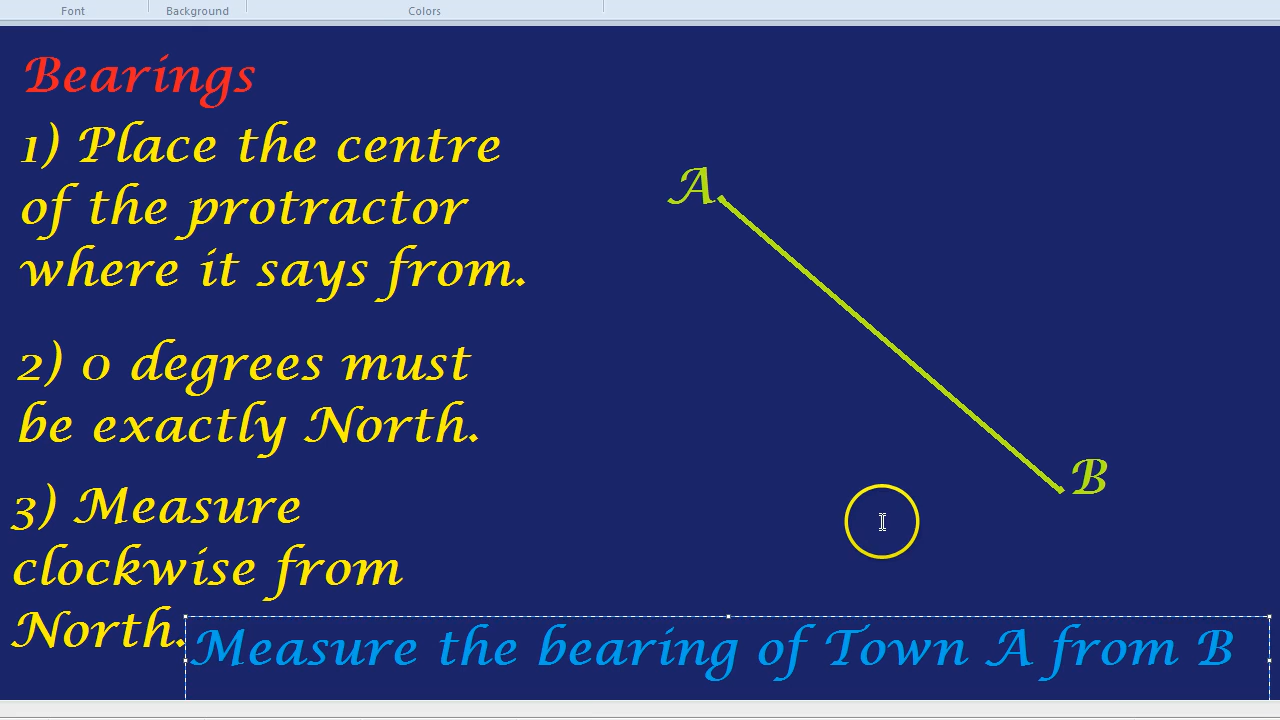 Font Background Colors
Bearings
1) Place the centre
of the protractor
where it says from.
A
2) 0 degrees must
be exactly North.
B
3) Measure
clockwise from
North.
Measure the bearing of Town A from B